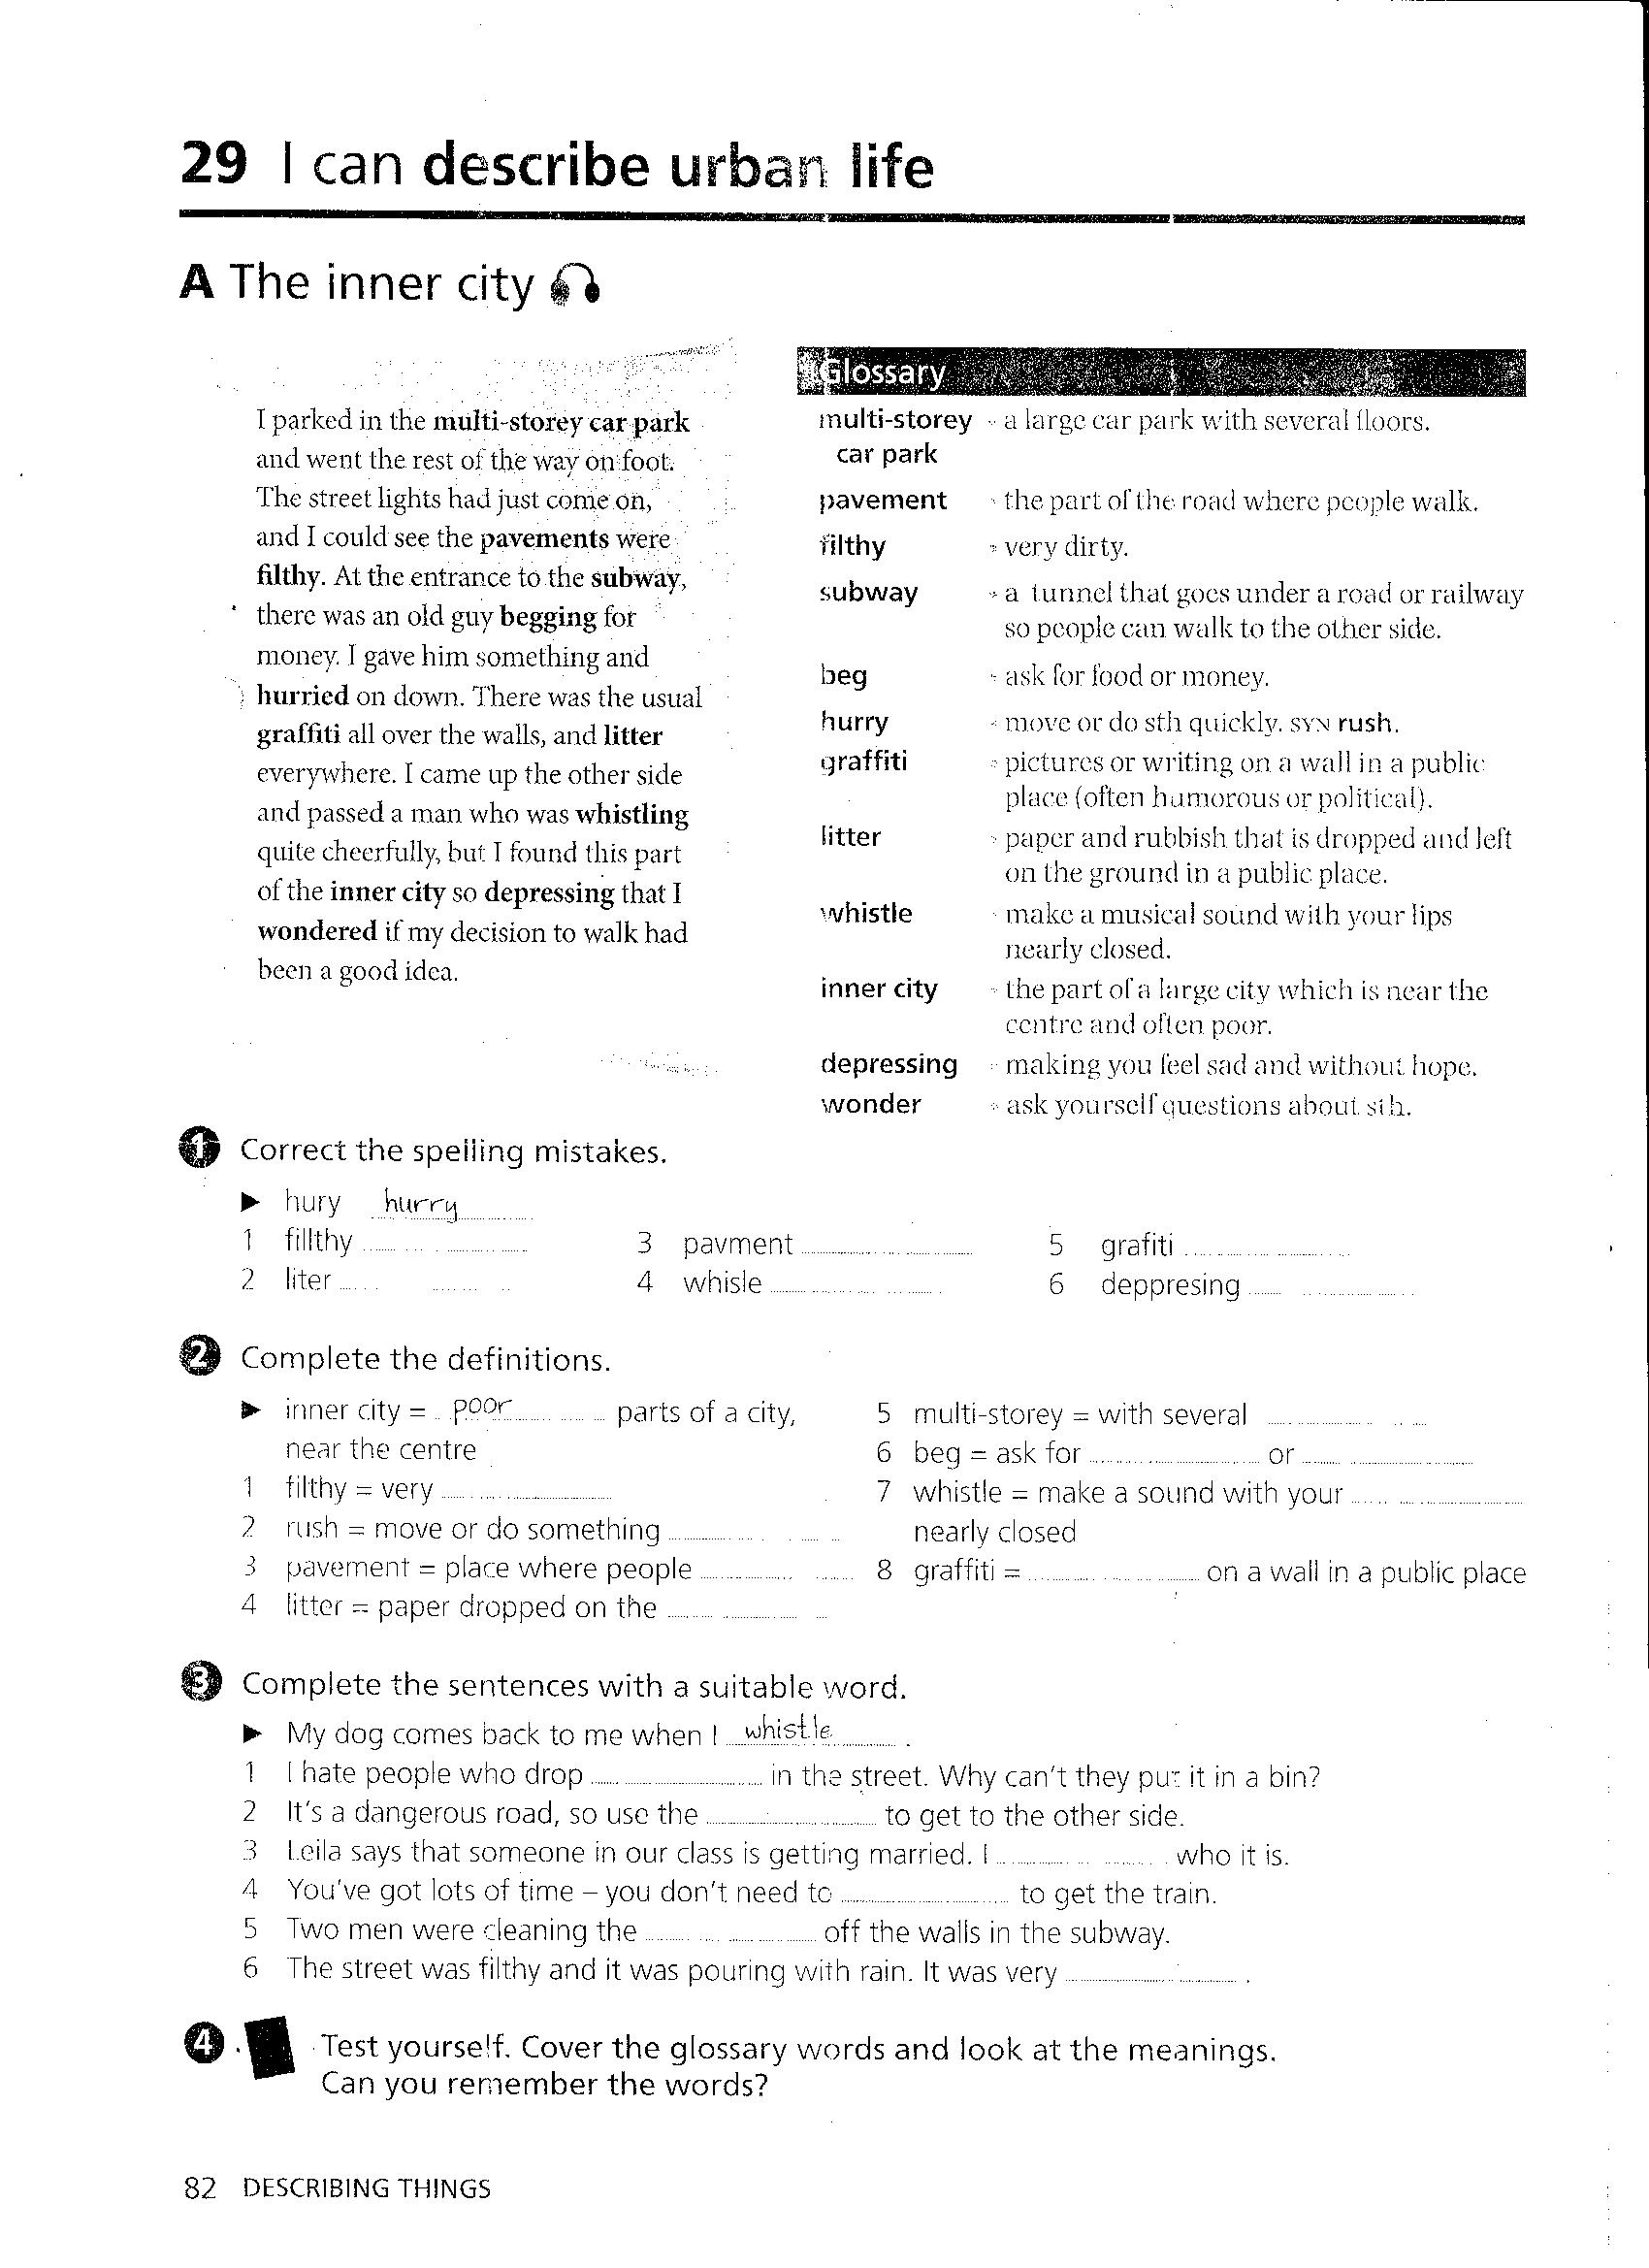 29 I can describe urban life
A The inner city
I parked in the multi-storey car park
and went the rest of the way on foot.
The street lights had just come on,
and I could see the pavements were
filthy. At the entrance to the subway,
there was an old guy begging for
money. I gave him something and
hurried on down. There was the usual
graffiti all over the walls, and litter
everywhere. I came up the other side
and passed a man who was whistling
quite cheerfully, but I found this part
of the inner city so depressing that I
wondered if my decision to walk had
been a good idea.
Glossary
multi-storey a large car park with several floors.
car park
pavement the part of the road where people walk.
filthy very dirty.
subway a tunnel that goes under a road or railway
so people can walk to the other side.
beg ask for food or money.
hurry move or do sth quickly. SYN rush.
graffiti pictures or writing on a wall in a public
place (often humorous or political).
litter paper and rubbish that is dropped and left
on the ground in a public place.
whistle make a musical sound with your lips
nearly closed.
inner city the part of a large city which is near the
centre and often poor.
depressing making you feel sad and without hope.
wonder ask yourself questions about sth.
1 Correct the spelling mistakes.
▶ hury hurry
1 fillthy
2 liter
3 pavment
4 whisle
5 grafiti
6 deppresing
2 Complete the definitions.
▶ inner city = poor parts of a city,
near the centre
1 filthy = very
2 rush = move or do something
3 pavement = place where people
4 litter = paper dropped on the
5 multi-storey = with several
6 beg = ask for or
7 whistle = make a sound with your
nearly closed
8 graffiti = on a wall in a public place
3 Complete the sentences with a suitable word.
▶ My dog comes back to me when I whistle .
1 I hate people who drop in the street. Why can't they put it in a bin?
2 It's a dangerous road, so use the to get to the other side.
3 Leila says that someone in our class is getting married. I who it is.
4 You've got lots of time – you don't need to to get the train.
5 Two men were cleaning the off the walls in the subway.
6 The street was filthy and it was pouring with rain. It was very .
4 Test yourself. Cover the glossary words and look at the meanings.
Can you remember the words?
82 DESCRIBING THINGS